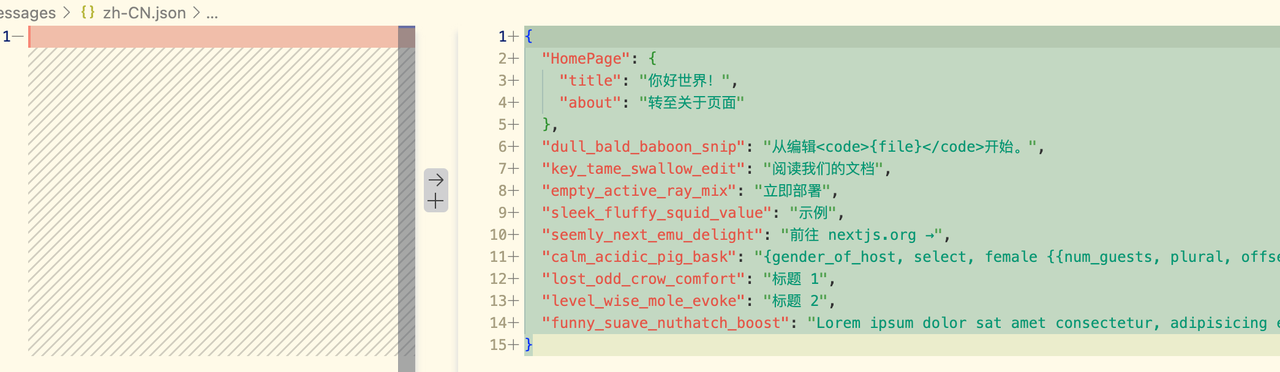 essages > {} zh-CN.json > ...
1—
1+ {
2+ "HomePage": {
3+ "title": "你好世界！",
4+ "about": "转至关于页面"
5+ },
6+ "dull_bald_baboon_snip": "从编辑<code>{file}</code>开始。",
7+ "key_tame_swallow_edit": "阅读我们的文档",
8+ "empty_active_ray_mix": "立即部署",
9+ "sleek_fluffy_squid_value": "示例",
10+ "seemly_next_emu_delight": "前往 nextjs.org →",
11+ "calm_acidic_pig_bask": "{gender_of_host, select, female {{num_guests, plural, offse
12+ "lost_odd_crow_comfort": "标题 1",
13+ "level_wise_mole_evoke": "标题 2",
14+ "funny_suave_nuthatch_boost": "Lorem ipsum dolor sat amet consectetur, adipisicing e
15+ }